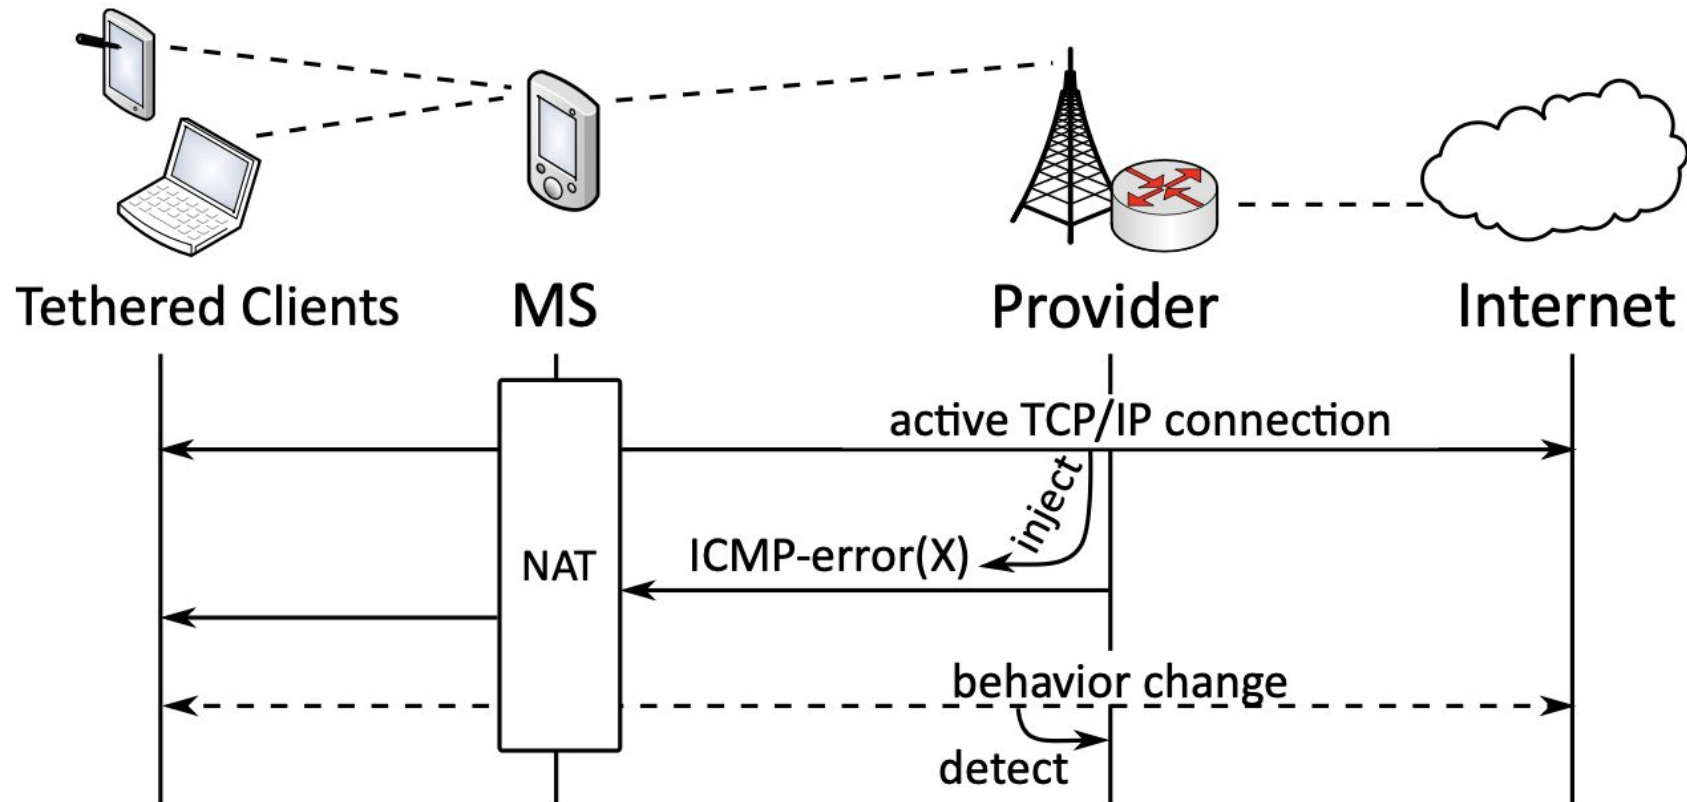 Tethered Clients
MS
Provider
Internet
active TCP/IP connection
inject
ICMP-error(X)
NAT
behavior change
detect